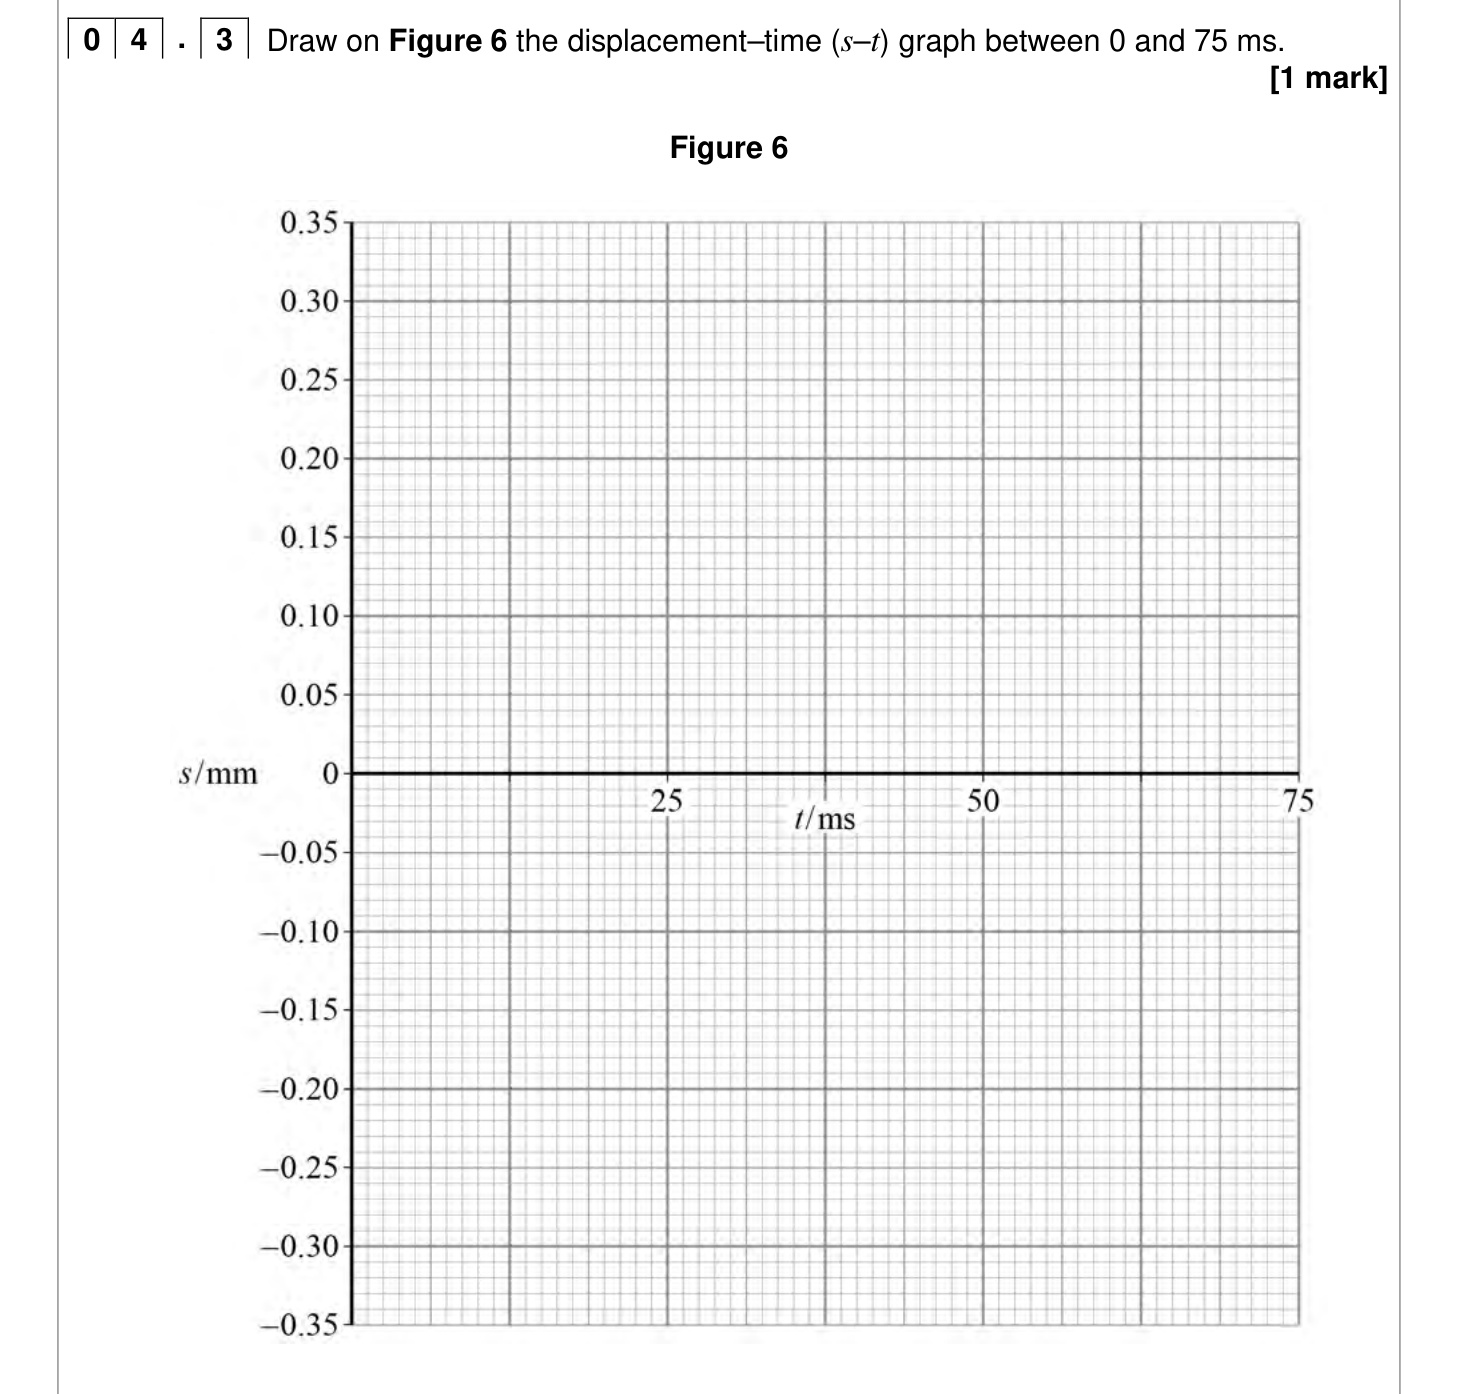 0 4 . 3 Draw on Figure 6 the displacement–time (s–t) graph between 0 and 75 ms.
[1 mark]
Figure 6
0.35
0.30
0.25
0.20
0.15
0.10
0.05
s/mm 0
25 50 75
t/ms
−0.05
−0.10
−0.15
−0.20
−0.25
−0.30
−0.35